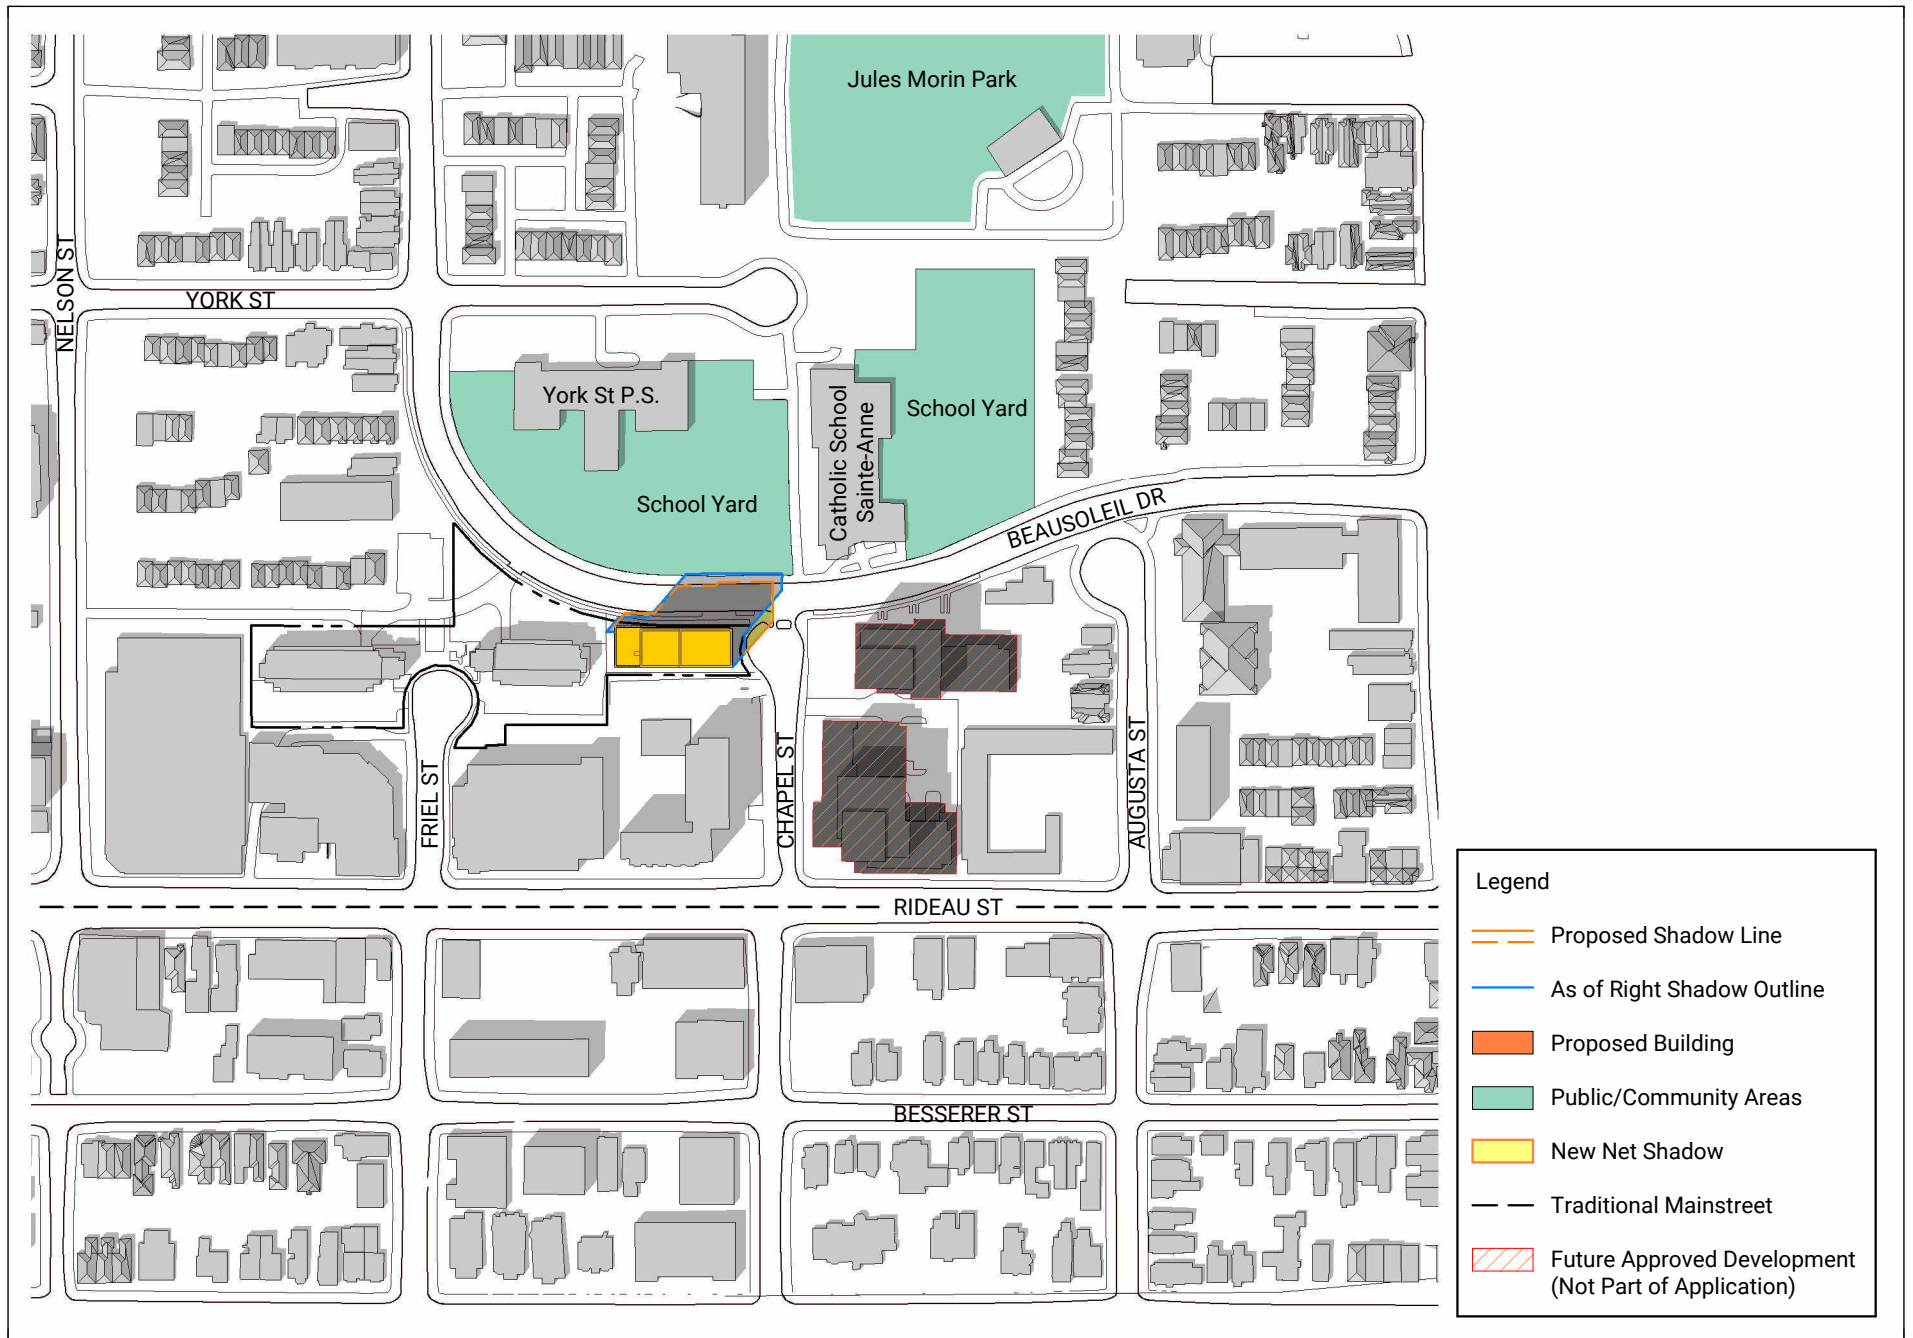 Jules Morin Park
NELSON ST
YORK ST
York St P.S.
School Yard
Catholic School
Sainte-Anne
School Yard
BEAUSOLEIL DR
FRIEL ST
CHAPEL ST
AUGUSTA ST
RIDEAU ST
BESSERER ST
Legend
Proposed Shadow Line
As of Right Shadow Outline
Proposed Building
Public/Community Areas
New Net Shadow
Traditional Mainstreet
Future Approved Development
(Not Part of Application)